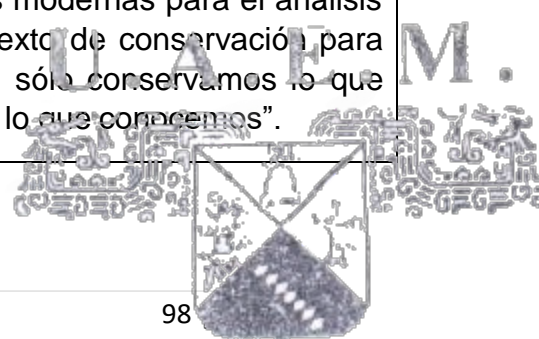 s modernas para el análisis
exto de conservación para
sólo conservamos lo que
lo que conocemos”.
U. A. E. M.
98